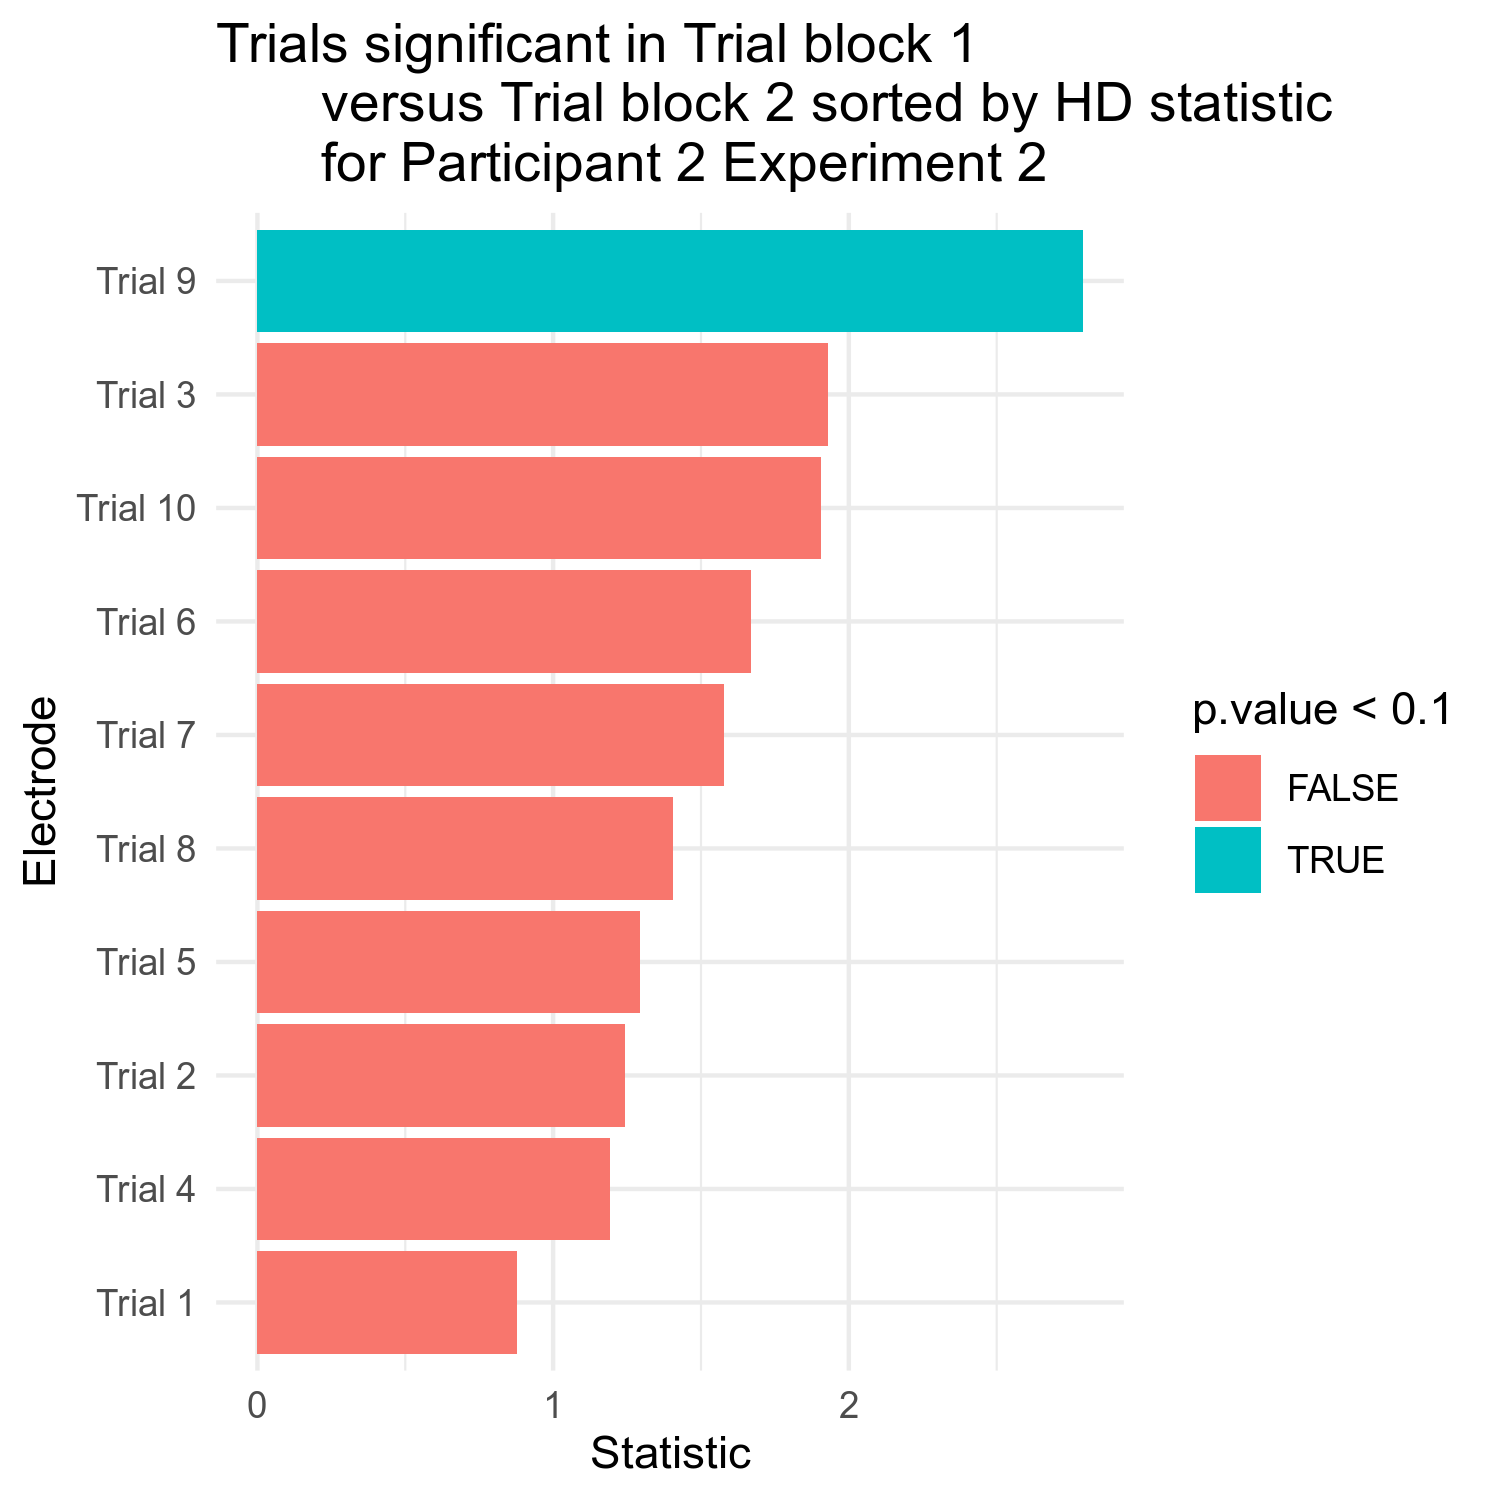 Trials significant in Trial block 1
versus Trial block 2 sorted by HD statistic
for Participant 2 Experiment 2
Trial 9
Trial 3
Trial 10
Trial 6
Trial 7
Trial 8
Trial 5
Trial 2
Trial 4
Trial 1
Electrode
0 1 2
Statistic
p.value < 0.1
FALSE
TRUE